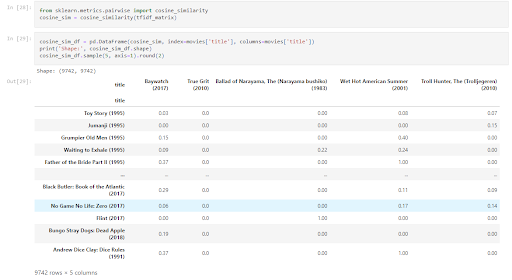 In [28]:
from sklearn.metrics.pairwise import cosine_similarity
cosine_sim = cosine_similarity(tfidf_matrix)
In [29]:
cosine_sim_df = pd.DataFrame(cosine_sim, index=movies['title'], columns=movies['title'])
print('Shape:', cosine_sim_df.shape)
cosine_sim_df.sample(5, axis=1).round(2)
Shape: (9742, 9742)
Out[29]:
title Baywatch (2017) True Grit (2010) Ballad of Narayama, The (Narayama bushiko) (1983) Wet Hot American Summer (2001) Troll Hunter, The (Trolljegeren) (2010)
title
Toy Story (1995) 0.03 0.0 0.00 0.08 0.07
Jumanji (1995) 0.00 0.0 0.00 0.00 0.15
Grumpier Old Men (1995) 0.15 0.0 0.00 0.40 0.00
Waiting to Exhale (1995) 0.09 0.0 0.22 0.24 0.00
Father of the Bride Part II (1995) 0.37 0.0 0.00 1.00 0.00
... ... ... ... ... ...
Black Butler: Book of the Atlantic (2017) 0.29 0.0 0.00 0.11 0.09
No Game No Life: Zero (2017) 0.06 0.0 0.00 0.17 0.14
Flint (2017) 0.00 0.0 1.00 0.00 0.00
Bungo Stray Dogs: Dead Apple (2018) 0.19 0.0 0.00 0.00 0.00
Andrew Dice Clay: Dice Rules (1991) 0.37 0.0 0.00 1.00 0.00
9742 rows × 5 columns